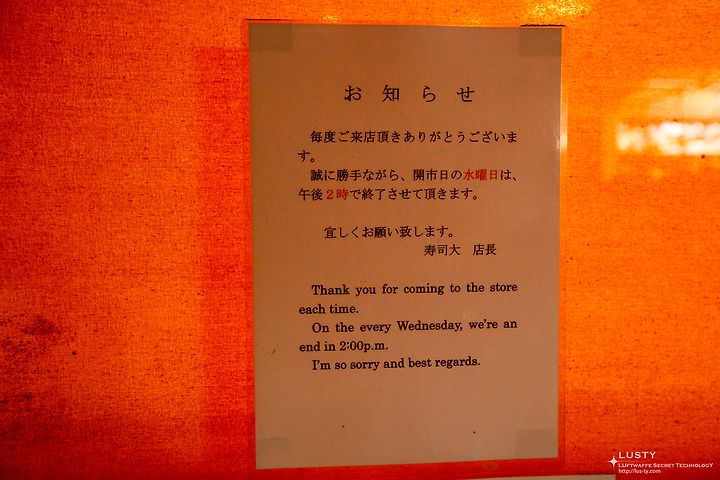 お知らせ
毎度ご来店頂きありがとうございま
す。
誠に勝手ながら、開市日の水曜日は、
午後２時で終了させて頂きます。
宜しくお願い致します。
寿司大　店長
Thank you for coming to the store
each time.
On the every Wednesday, we're an
end in 2:00p.m.
I'm so sorry and best regards.
LUSTY
LUFTWAFFE SECRET TECHNOLOGY
http://lus-ty.com